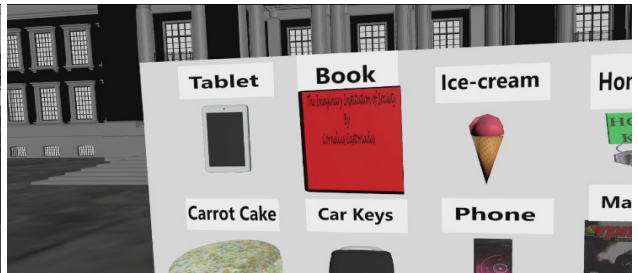 Tablet
Book
Ice-cream
The Imaginary Institution of Society
By
Cornelius Castoriadis
Carrot Cake
Car Keys
Phone